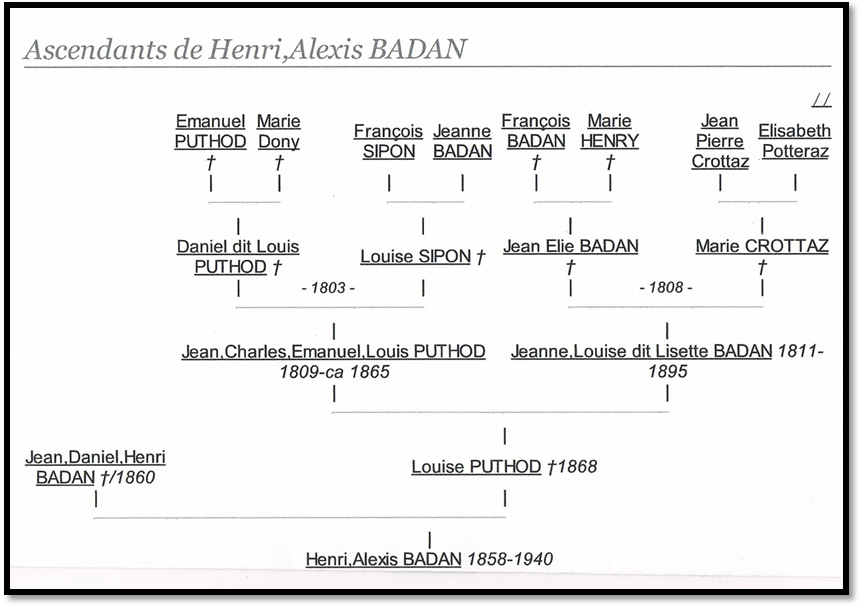 Ascendants de Henri,Alexis BADAN
//
Emanuel
PUTHOD
†
Marie
Dony
†
François
SIPON
Jeanne
BADAN
François
BADAN
†
Marie
HENRY
†
Jean
Pierre
Crottaz
Elisabeth
Potteraz
Daniel dit Louis
PUTHOD †
Louise SIPON †
Jean Elie BADAN
†
Marie CROTTAZ
†
- 1803 -
- 1808 -
Jean,Charles,Emanuel,Louis PUTHOD
1809-ca 1865
Jeanne,Louise dit Lisette BADAN 1811-
1895
Jean,Daniel,Henri
BADAN †/1860
Louise PUTHOD †1868
Henri,Alexis BADAN 1858-1940